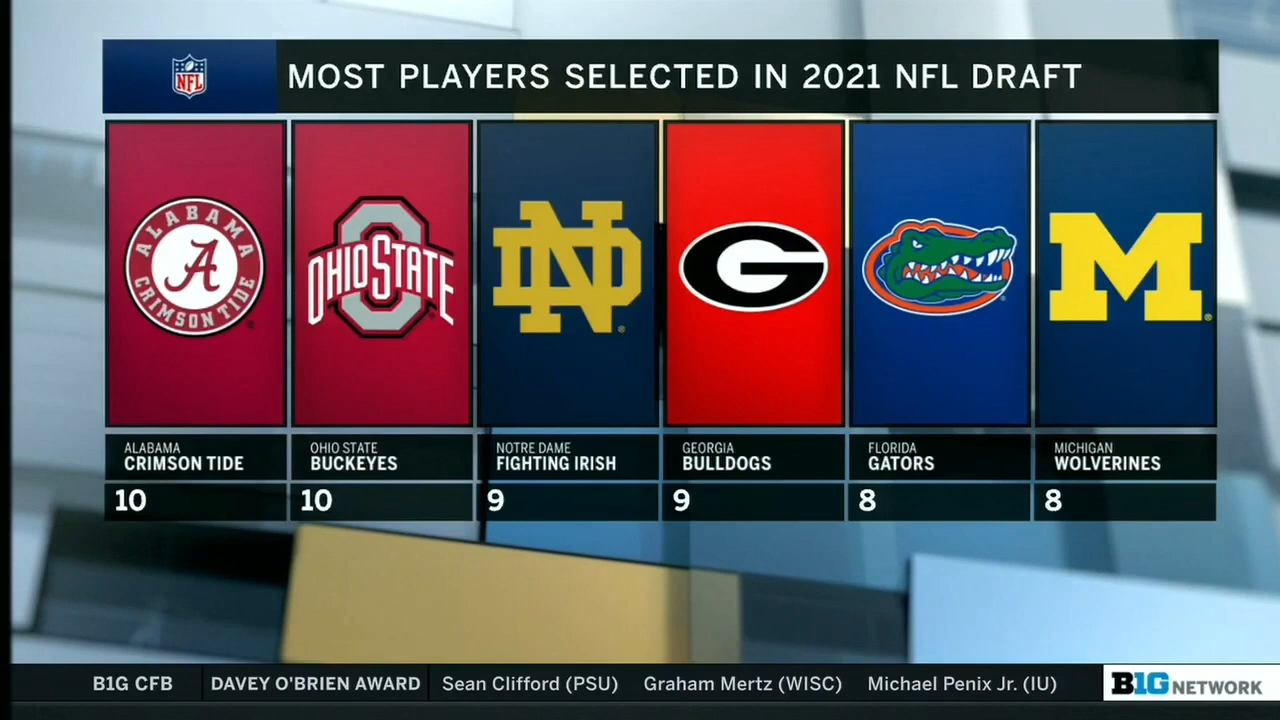 NFL
MOST PLAYERS SELECTED IN 2021 NFL DRAFT
ALABAMA
A
CRIMSON TIDE
OHIO STATE
O
ND
G
M
ALABAMA
CRIMSON TIDE
10
OHIO STATE
BUCKEYES
10
NOTRE DAME
FIGHTING IRISH
9
GEORGIA
BULLDOGS
9
FLORIDA
GATORS
8
MICHIGAN
WOLVERINES
8
B1G CFB DAVEY O'BRIEN AWARD Sean Clifford (PSU) Graham Mertz (WISC) Michael Penix Jr. (IU) B1G NETWORK